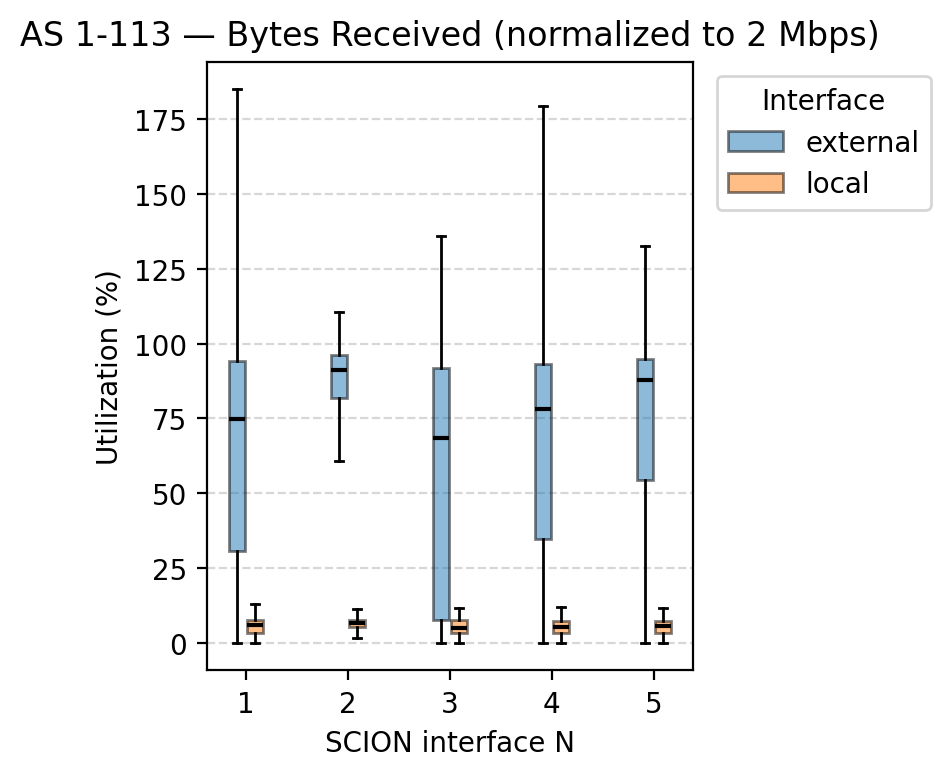 AS 1-113 — Bytes Received (normalized to 2 Mbps)
Interface
external
local
Utilization (%)
175
150
125
100
75
50
25
0
1 2 3 4 5
SCION interface N